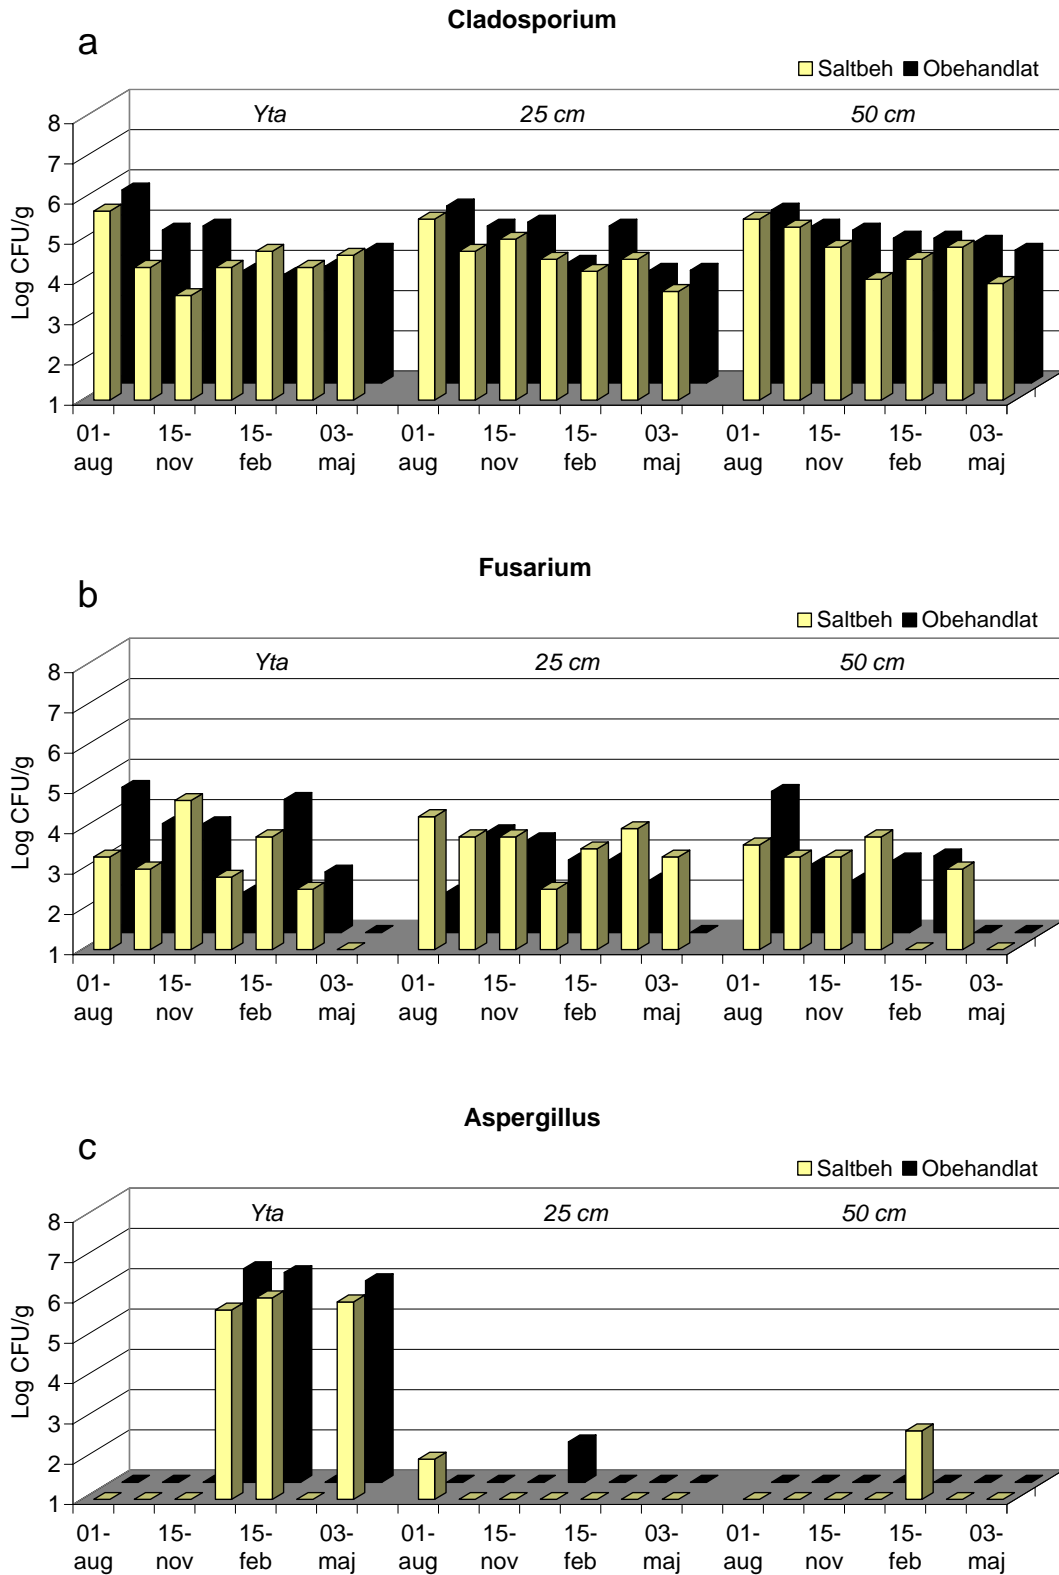 Cladosporium
a
Saltbeh Obehandlat
Yta 25 cm 50 cm
8
7
6
5
4
3
2
1
Log CFU/g
01-aug 15-nov 15-feb 03-maj 01-aug 15-nov 15-feb 03-maj 01-aug 15-nov 15-feb 03-maj
Fusarium
b
Saltbeh Obehandlat
Yta 25 cm 50 cm
8
7
6
5
4
3
2
1
Log CFU/g
01-aug 15-nov 15-feb 03-maj 01-aug 15-nov 15-feb 03-maj 01-aug 15-nov 15-feb 03-maj
Aspergillus
c
Saltbeh Obehandlat
Yta 25 cm 50 cm
8
7
6
5
4
3
2
1
Log CFU/g
01-aug 15-nov 15-feb 03-maj 01-aug 15-nov 15-feb 03-maj 01-aug 15-nov 15-feb 03-maj